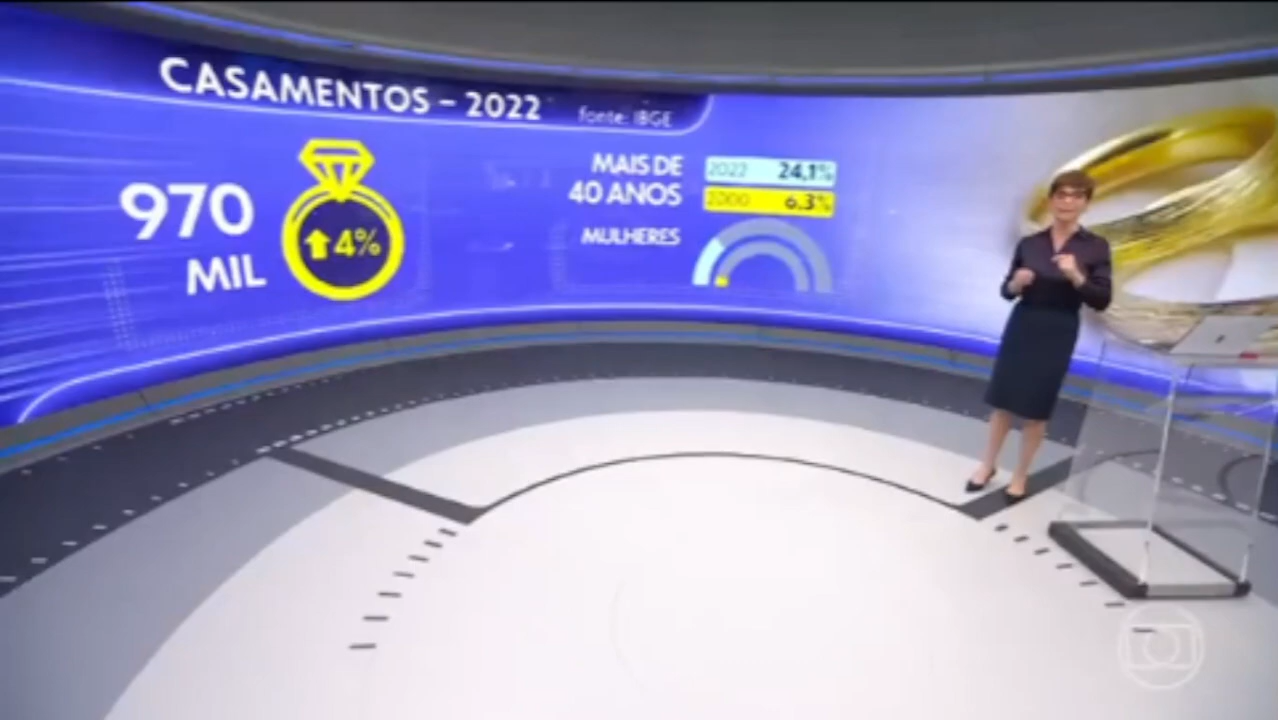 CASAMENTOS – 2022
fonte: IBGE
970
MIL
4%
MAIS DE
40 ANOS
2022 24,1%
2000 6,3%
MULHERES